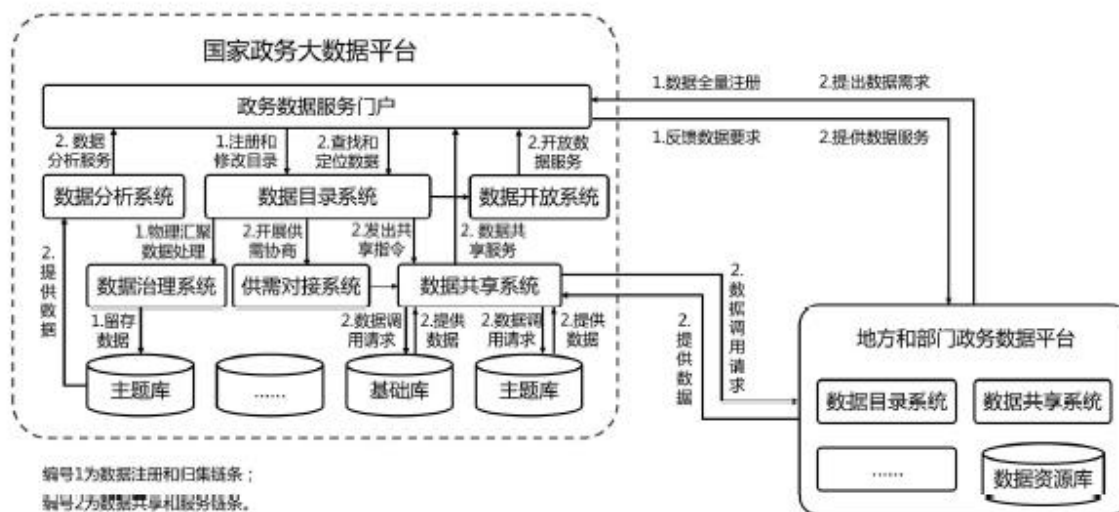 国家政务大数据平台
政务数据服务门户
1.数据全量注册
2.提出数据需求
1.反馈数据要求
2.提供数据服务
2. 数据
分析服务
1.注册和
修改目录
2.查找和
定位数据
2.开放数
据服务
数据分析系统
数据目录系统
数据开放系统
1.物理汇聚
数据处理
2.开展供
需协商
2.发出共
享指令
2. 数据共
享服务
2.
提
供
数
据
数据治理系统
供需对接系统
数据共享系统
1.留存
数据
2.数据调
用请求
2.提供
数据
2.数据调
用请求
2.提供
数据
主题库
......
基础库
主题库
2.
提
供
数
据
2.
数
据
调
用
请
求
地方和部门政务数据平台
数据目录系统
数据共享系统
......
数据资源库
编号1为数据注册和归集链条；
编号2为数据共享和服务链条。